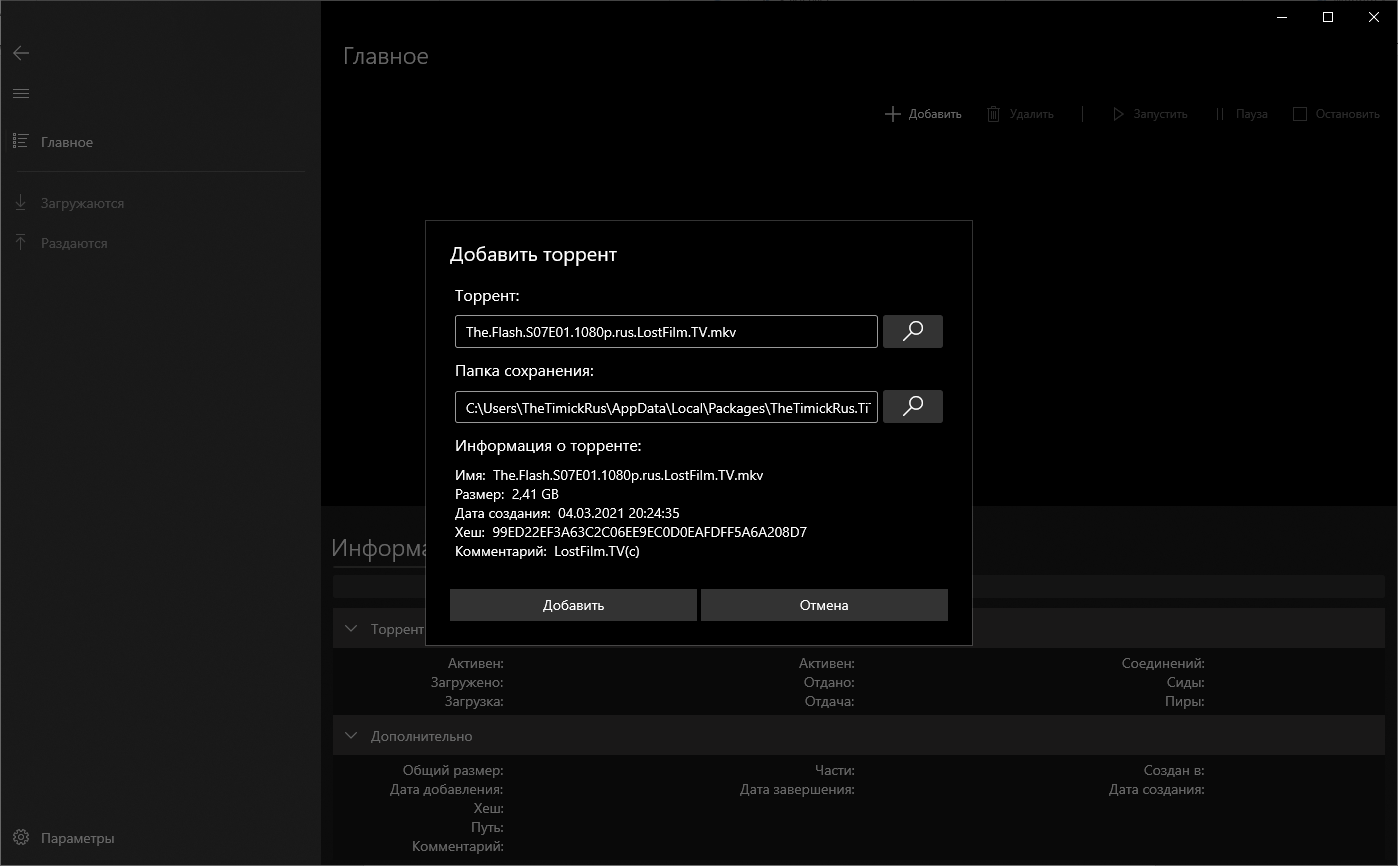 Главное
Добавить
Удалить
Запустить
Пауза
Остановить
Главное
Загружаются
Раздаются
Добавить торрент
Торрент:
The.Flash.S07E01.1080p.rus.LostFilm.TV.mkv
Папка сохранения:
C:\Users\TheTimickRus\AppData\Local\Packages\TheTimickRus.Ti
Информация о торренте:
Имя: The.Flash.S07E01.1080p.rus.LostFilm.TV.mkv
Размер: 2,41 GB
Дата создания: 04.03.2021 20:24:35
Хеш: 99ED22EF3A63C2C06EE9EC0D0EAFDFF5A6A208D7
Комментарий: LostFilm.TV(c)
Добавить Отмена
Информа
Торрент
Активен: Активен: Соединений:
Загружено: Отдано: Сиды:
Загрузка: Отдача: Пиры:
Дополнительно
Общий размер: Части: Создан в:
Дата добавления: Дата завершения: Дата создания:
Хеш:
Путь:
Комментарий:
Параметры